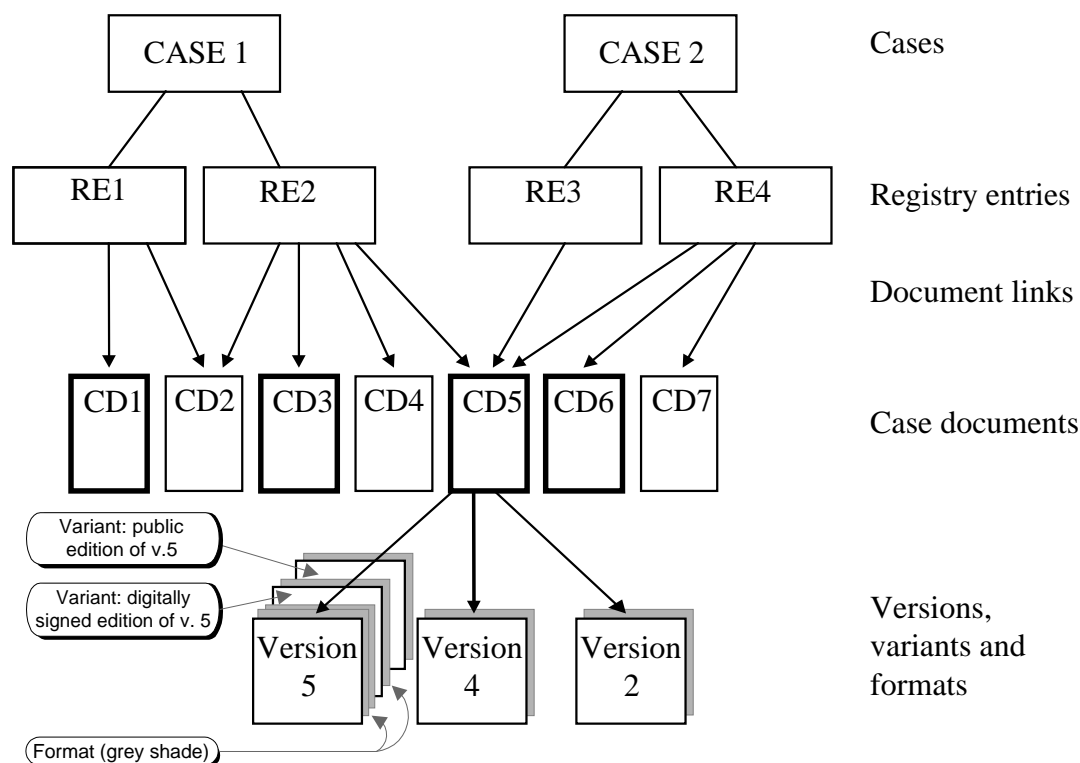 CASE 1
CASE 2
Cases
RE1
RE2
RE3
RE4
Registry entries
Document links
CD1
CD2
CD3
CD4
CD5
CD6
CD7
Case documents
Variant: public
edition of v.5
Variant: digitally
signed edition of v. 5
Version
5
Version
4
Version
2
Versions,
variants and
formats
Format (grey shade)